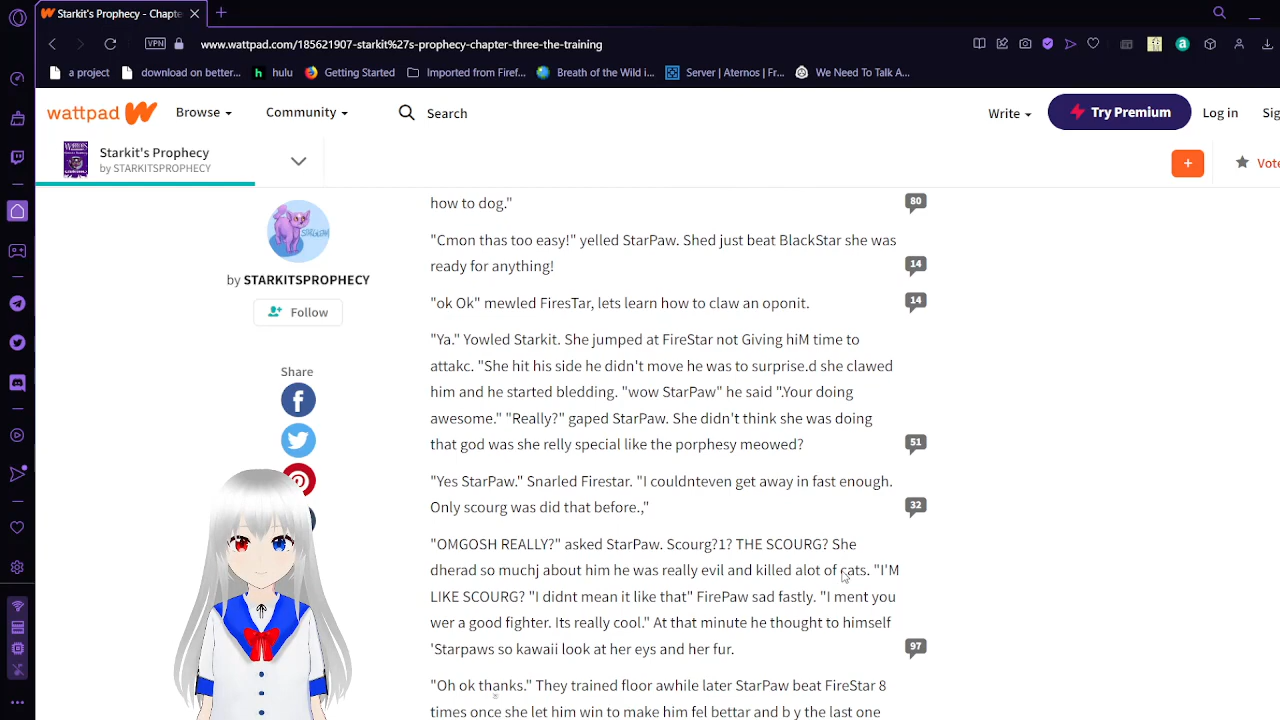 Starkit's Prophecy - Chapte
VPN
www.wattpad.com/185621907-starkit%27s-prophecy-chapter-three-the-training
a project
download on better...
hulu
Getting Started
Imported from Firef...
Breath of the Wild i...
Server | Aternos | Fr...
We Need To Talk A...
wattpad
Browse
Community
Search
Write
Try Premium
Log in
Sig
Starkit's Prophecy
by STARKITSPROPHECY
+
Vote
by STARKITSPROPHECY
Follow
Share
how to dog."
80
"Cmon thas too easy!" yelled StarPaw. Shed just beat BlackStar she was
ready for anything!
14
"ok Ok" mewled FiresTar, lets learn how to claw an oponit.
14
"Ya." Yowled Starkit. She jumped at FireStar not Giving hiM time to
attakc. "She hit his side he didn't move he was to surprise.d she clawed
him and he started bledding. "wow StarPaw" he said ".Your doing
awesome." "Really?" gaped StarPaw. She didn't think she was doing
that god was she relly special like the porphesy meowed?
51
"Yes StarPaw." Snarled Firestar. "I couldnteven get away in fast enough.
Only scourg was did that before.,"
32
"OMGOSH REALLY?" asked StarPaw. Scourg?1? THE SCOURG? She
dherad so muchj about him he was really evil and killed alot of cats. "I'M
LIKE SCOURG? "I didnt mean it like that" FirePaw sad fastly. "I ment you
wer a good fighter. Its really cool." At that minute he thought to himself
'Starpaws so kawaii look at her eys and her fur.
97
"Oh ok thanks." They trained floor awhile later StarPaw beat FireStar 8
times once she let him win to make him fel bettar and b y the last one